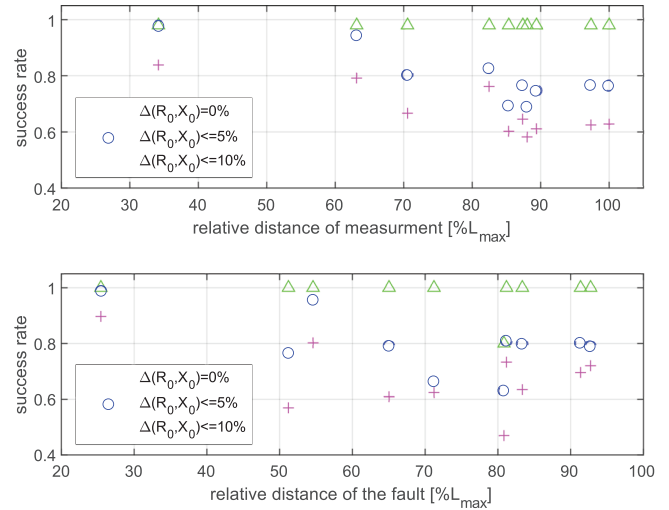 1
0.8
0.6
0.4
success rate
Δ(R0,X0)=0%
Δ(R0,X0)<=5%
Δ(R0,X0)<=10%
20 30 40 50 60 70 80 90 100
relative distance of measurment [%Lmax]
1
0.8
0.6
0.4
success rate
Δ(R0,X0)=0%
Δ(R0,X0)<=5%
Δ(R0,X0)<=10%
20 30 40 50 60 70 80 90 100
relative distance of the fault [%Lmax]